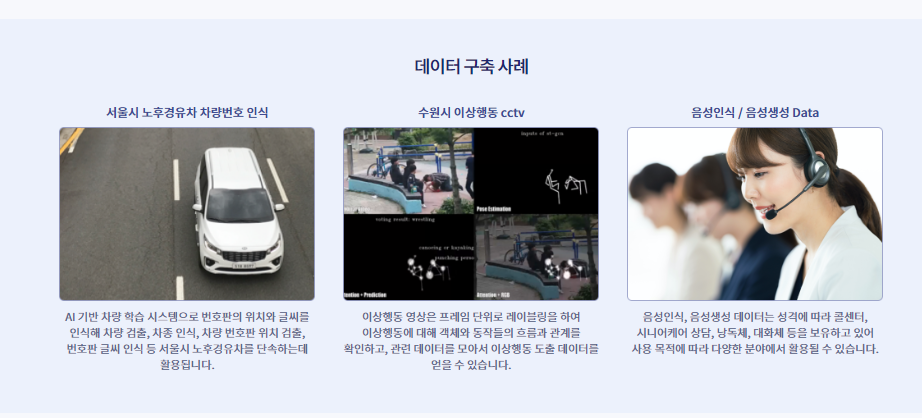 데이터 구축 사례
서울시 노후경유차 차량번호 인식
수원시 이상행동 cctv
음성인식 / 음성생성 Data
inputs of st-gcn
Pose Estimation
voting result: wrestling
canoeing or kayaking
punching person
Attention + Prediction
Attention + RGB
AI 기반 차량 학습 시스템으로 번호판의 위치와 글씨를
인식해 차량 검출, 차종 인식, 차량 번호판 위치 검출,
번호판 글씨 인식 등 서울시 노후경유차를 단속하는데
활용됩니다.
이상행동 영상은 프레임 단위로 레이블링을 하여
이상행동에 대해 객체와 동작들의 흐름과 관계를
확인하고, 관련 데이터를 모아서 이상행동 도출 데이터를
얻을 수 있습니다.
음성인식, 음성생성 데이터는 성격에 따라 콜센터,
시니어케어 상담, 낭독체, 대화체 등을 보유하고 있어
사용 목적에 따라 다양한 분야에서 활용될 수 있습니다.